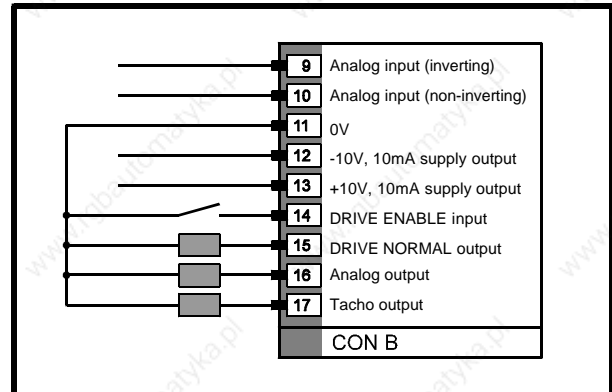 9 Analog input (inverting)
10 Analog input (non-inverting)
11 0V
12 -10V, 10mA supply output
13 +10V, 10mA supply output
14 DRIVE ENABLE input
15 DRIVE NORMAL output
16 Analog output
17 Tacho output
CON B